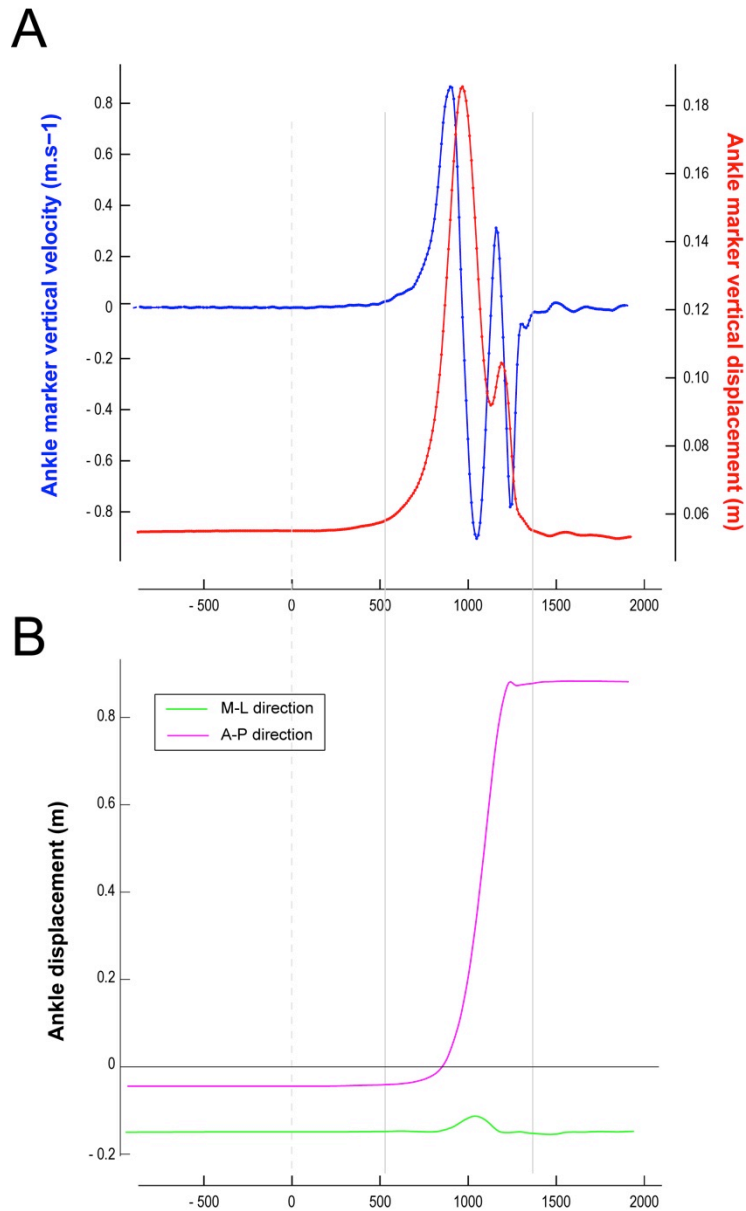 A
Ankle marker vertical velocity (m.s−1)
0.8
0.6
0.4
0.2
0
- 0.2
- 0.4
- 0.6
- 0.8
0.18
0.16
0.14
0.12
0.10
0.08
0.06
Ankle marker vertical displacement (m)
- 500 0 500 1000 1500 2000
B
M-L direction
A-P direction
Ankle displacement (m)
0.8
0.6
0.4
0.2
0
- 0.2
- 500 0 500 1000 1500 2000